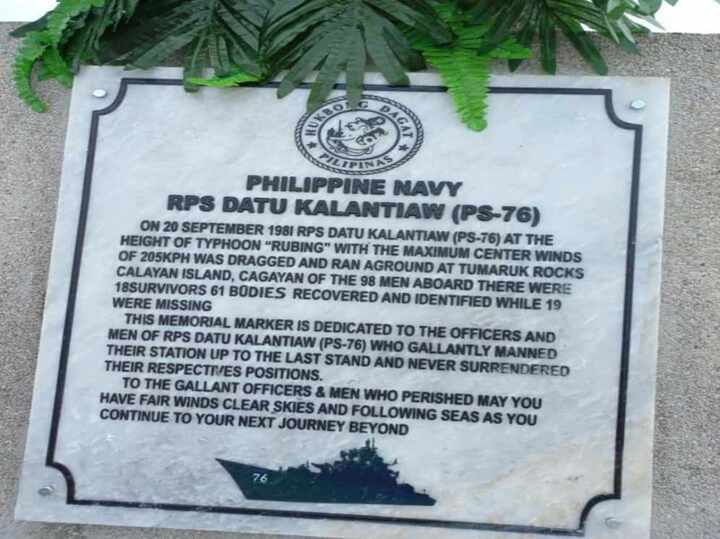 HUKBONG DAGAT
PILIPINAS
PHILIPPINE NAVY
RPS DATU KALANTIAW (PS-76)
ON 20 SEPTEMBER 1981 RPS DATU KALANTIAW (PS-76) AT THE
HEIGHT OF TYPHOON "RUBING" WITH THE MAXIMUM CENTER WINDS
OF 205KPH WAS DRAGGED AND RAN AGROUND AT TUMARUK ROCKS
CALAYAN ISLAND, CAGAYAN OF THE 98 MEN ABOARD THERE WERE
18SURVIVORS 61 BODIES RECOVERED AND IDENTIFIED WHILE 19
WERE MISSING
THIS MEMORIAL MARKER IS DEDICATED TO THE OFFICERS AND
MEN OF RPS DATU KALANTIAW (PS-76) WHO GALLANTLY MANNED
THEIR STATION UP TO THE LAST STAND AND NEVER SURRENDERED
THEIR RESPECTIVES POSITIONS.
TO THE GALLANT OFFICERS & MEN WHO PERISHED MAY YOU
HAVE FAIR WINDS CLEAR SKIES AND FOLLOWING SEAS AS YOU
CONTINUE TO YOUR NEXT JOURNEY BEYOND
76